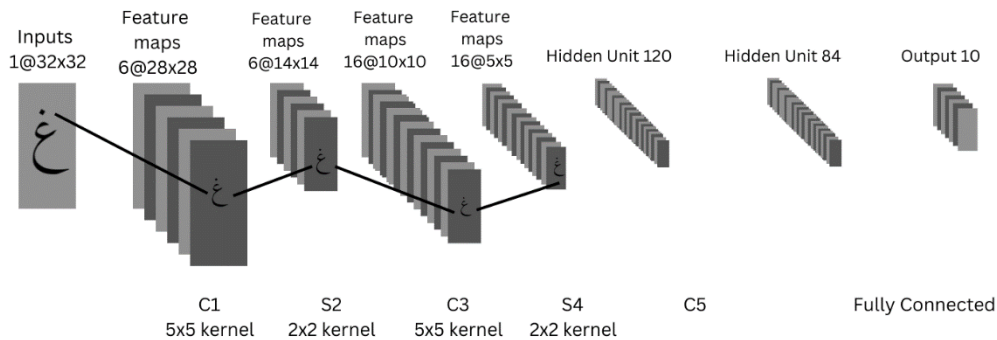 Inputs
1@32x32
Feature
maps
6@28x28
Feature
maps
6@14x14
Feature
maps
16@10x10
Feature
maps
16@5x5
Hidden Unit 120
Hidden Unit 84
Output 10
غ
غ
غ
غ
غ
C1
5x5 kernel
S2
2x2 kernel
C3
5x5 kernel
S4
2x2 kernel
C5
Fully Connected